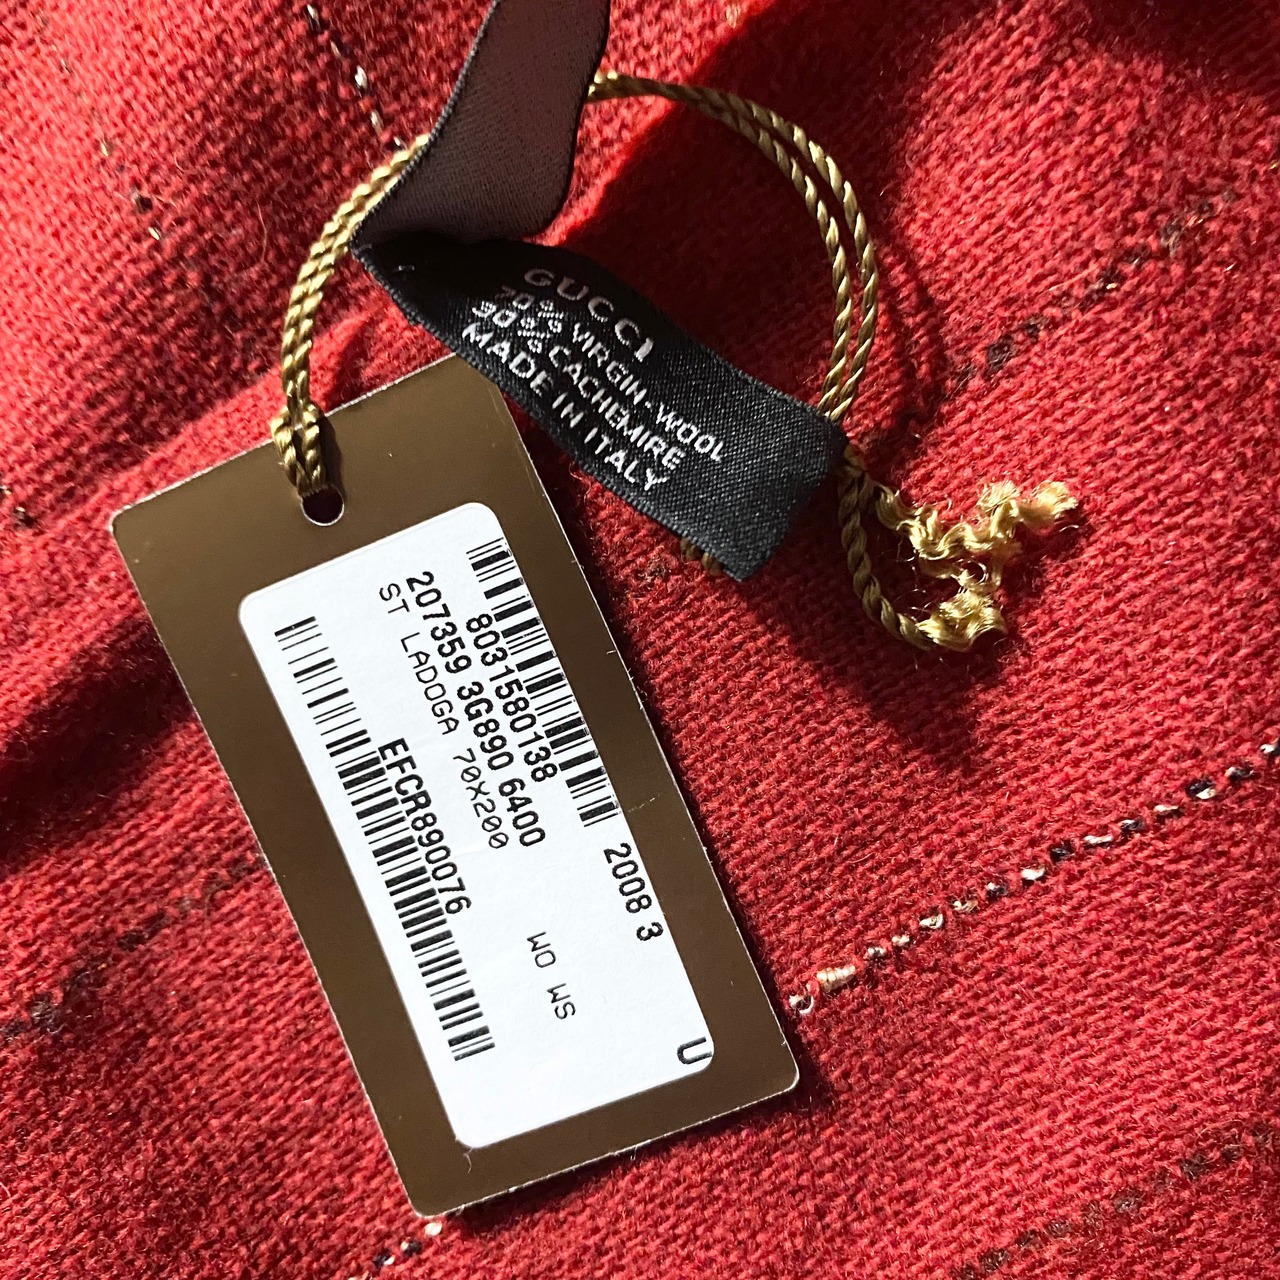 GUCCI
70% VIRGIN-WOOL
30% CACHEMIRE
MADE IN ITALY
8031580138
2008 3
207359 3G890 6400
ST LADOGA 70X200
WO WS
EFCR890076
U